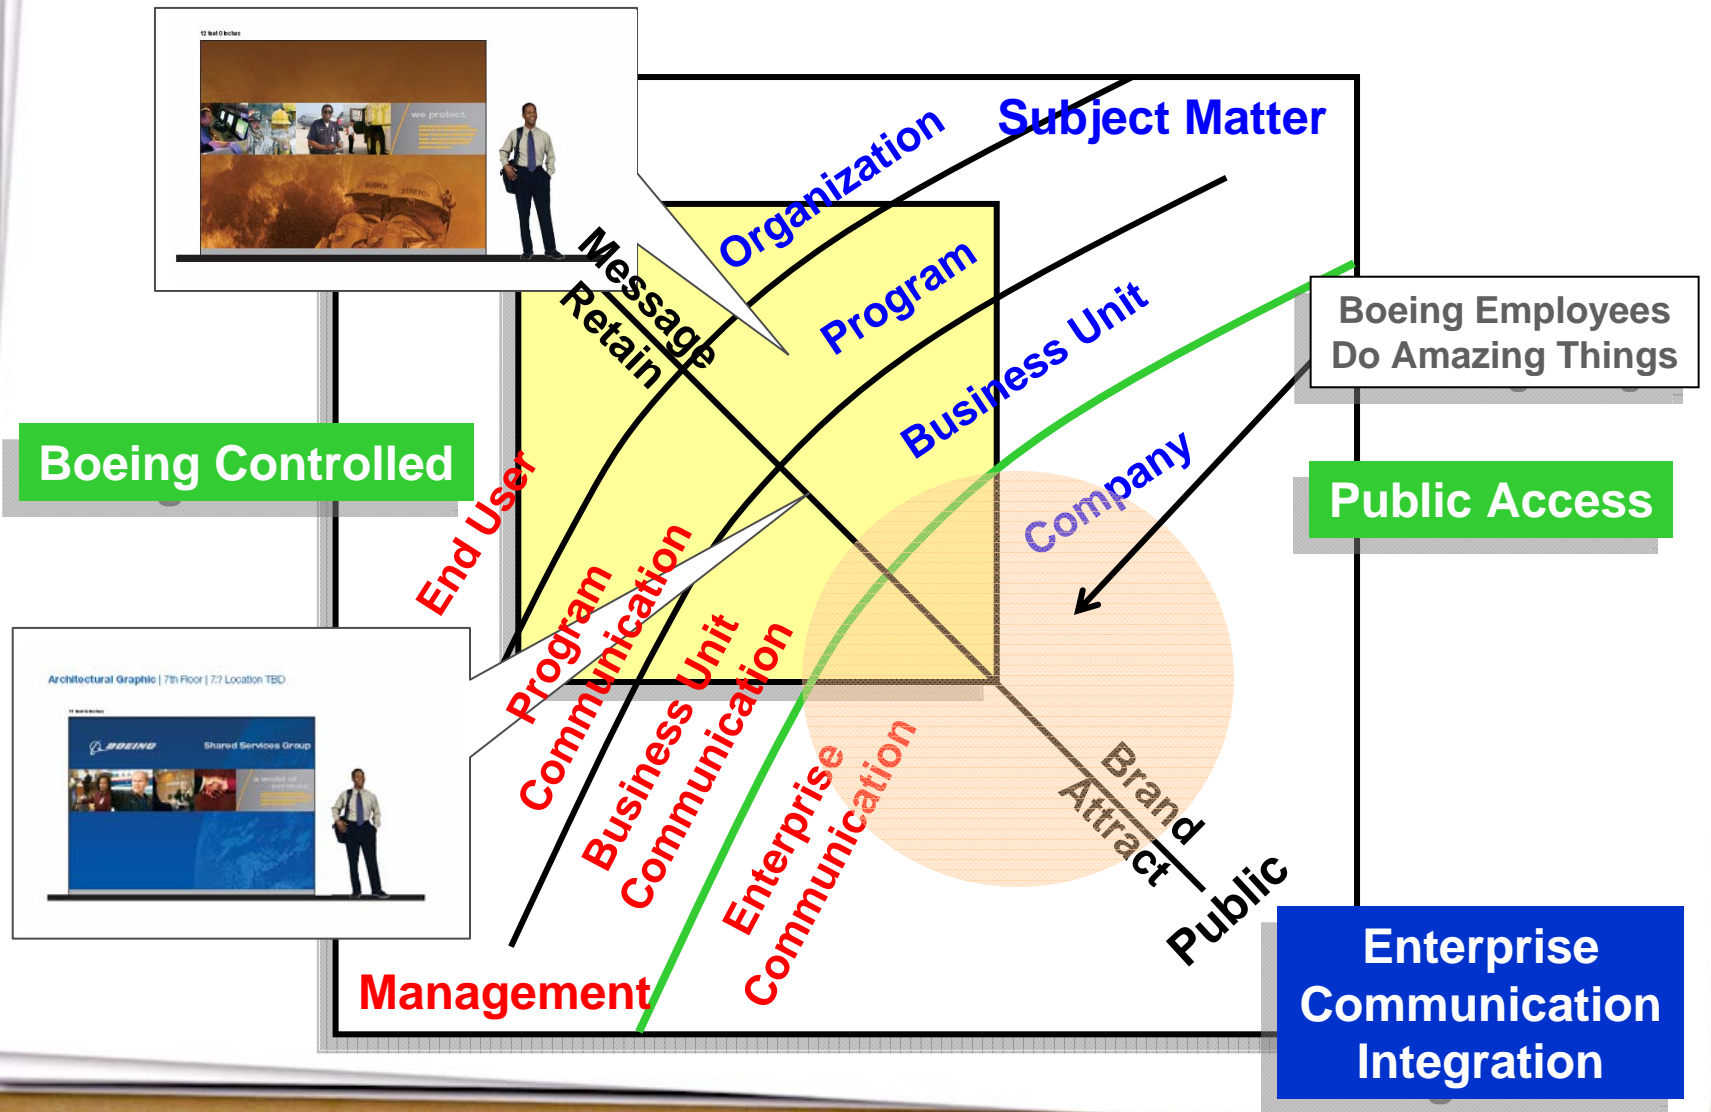 12 feet 0 inches
we protect.
Subject Matter
Organization
Program
Business Unit
Company
Message
Retain
Boeing Employees
Do Amazing Things
Boeing Controlled
Public Access
End User
Program
Communication
Business Unit
Communication
Enterprise
Communication
Management
Brand
Attract
Public
Architectural Graphic | 7th Floor | 7.? Location TBD
BOEING
Shared Services Group
a world of
Enterprise
Communication
Integration